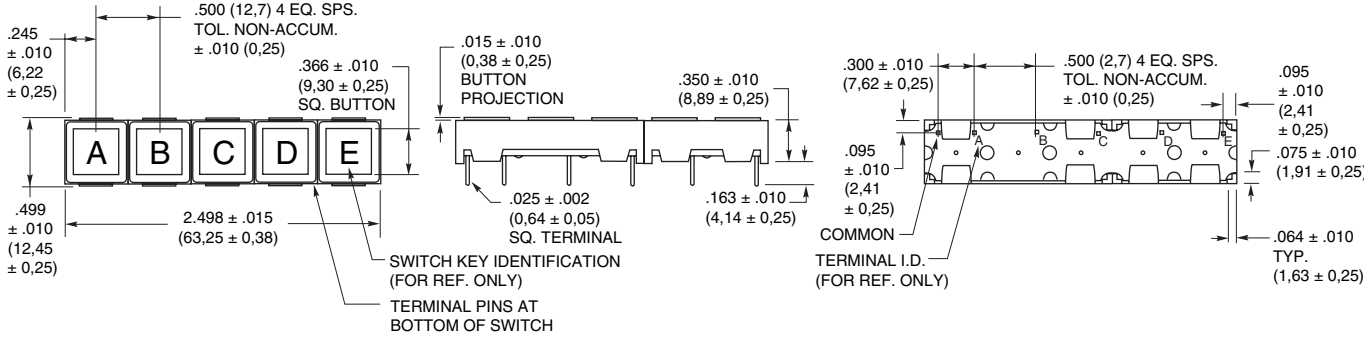 .500 (12,7) 4 EQ. SPS.
TOL. NON-ACCUM.
± .010 (0,25)
.245
± .010
(6,22
± 0,25)
.366 ± .010
(9,30 ± 0,25)
SQ. BUTTON
A B C D E
.499
± .010
(12,45
± 0,25)
2.498 ± .015
(63,25 ± 0,38)
SWITCH KEY IDENTIFICATION
(FOR REF. ONLY)
TERMINAL PINS AT
BOTTOM OF SWITCH
.015 ± .010
(0,38 ± 0,25)
BUTTON
PROJECTION
.350 ± .010
(8,89 ± 0,25)
.025 ± .002
(0,64 ± 0,05)
SQ. TERMINAL
.163 ± .010
(4,14 ± 0,25)
.300 ± .010
(7,62 ± 0,25)
.500 (2,7) 4 EQ. SPS.
TOL. NON-ACCUM.
± .010 (0,25)
.095
± .010
(2,41
± 0,25)
A B C D E
.095
± .010
(2,41
± 0,25)
.075 ± .010
(1,91 ± 0,25)
COMMON
TERMINAL I.D.
(FOR REF. ONLY)
.064 ± .010
TYP.
(1,63 ± 0,25)